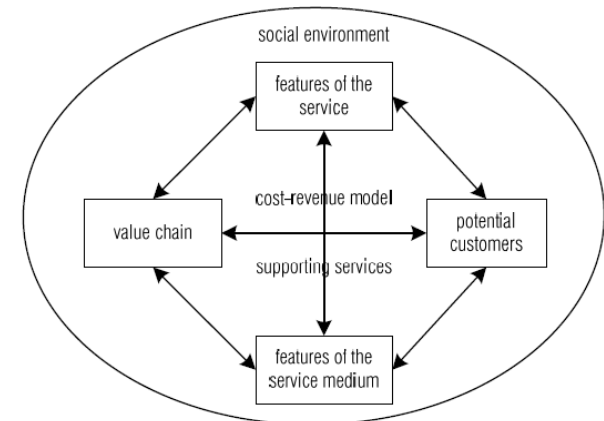 social environment
features of the
service
cost–revenue model
value chain
potential
customers
supporting services
features of the
service medium